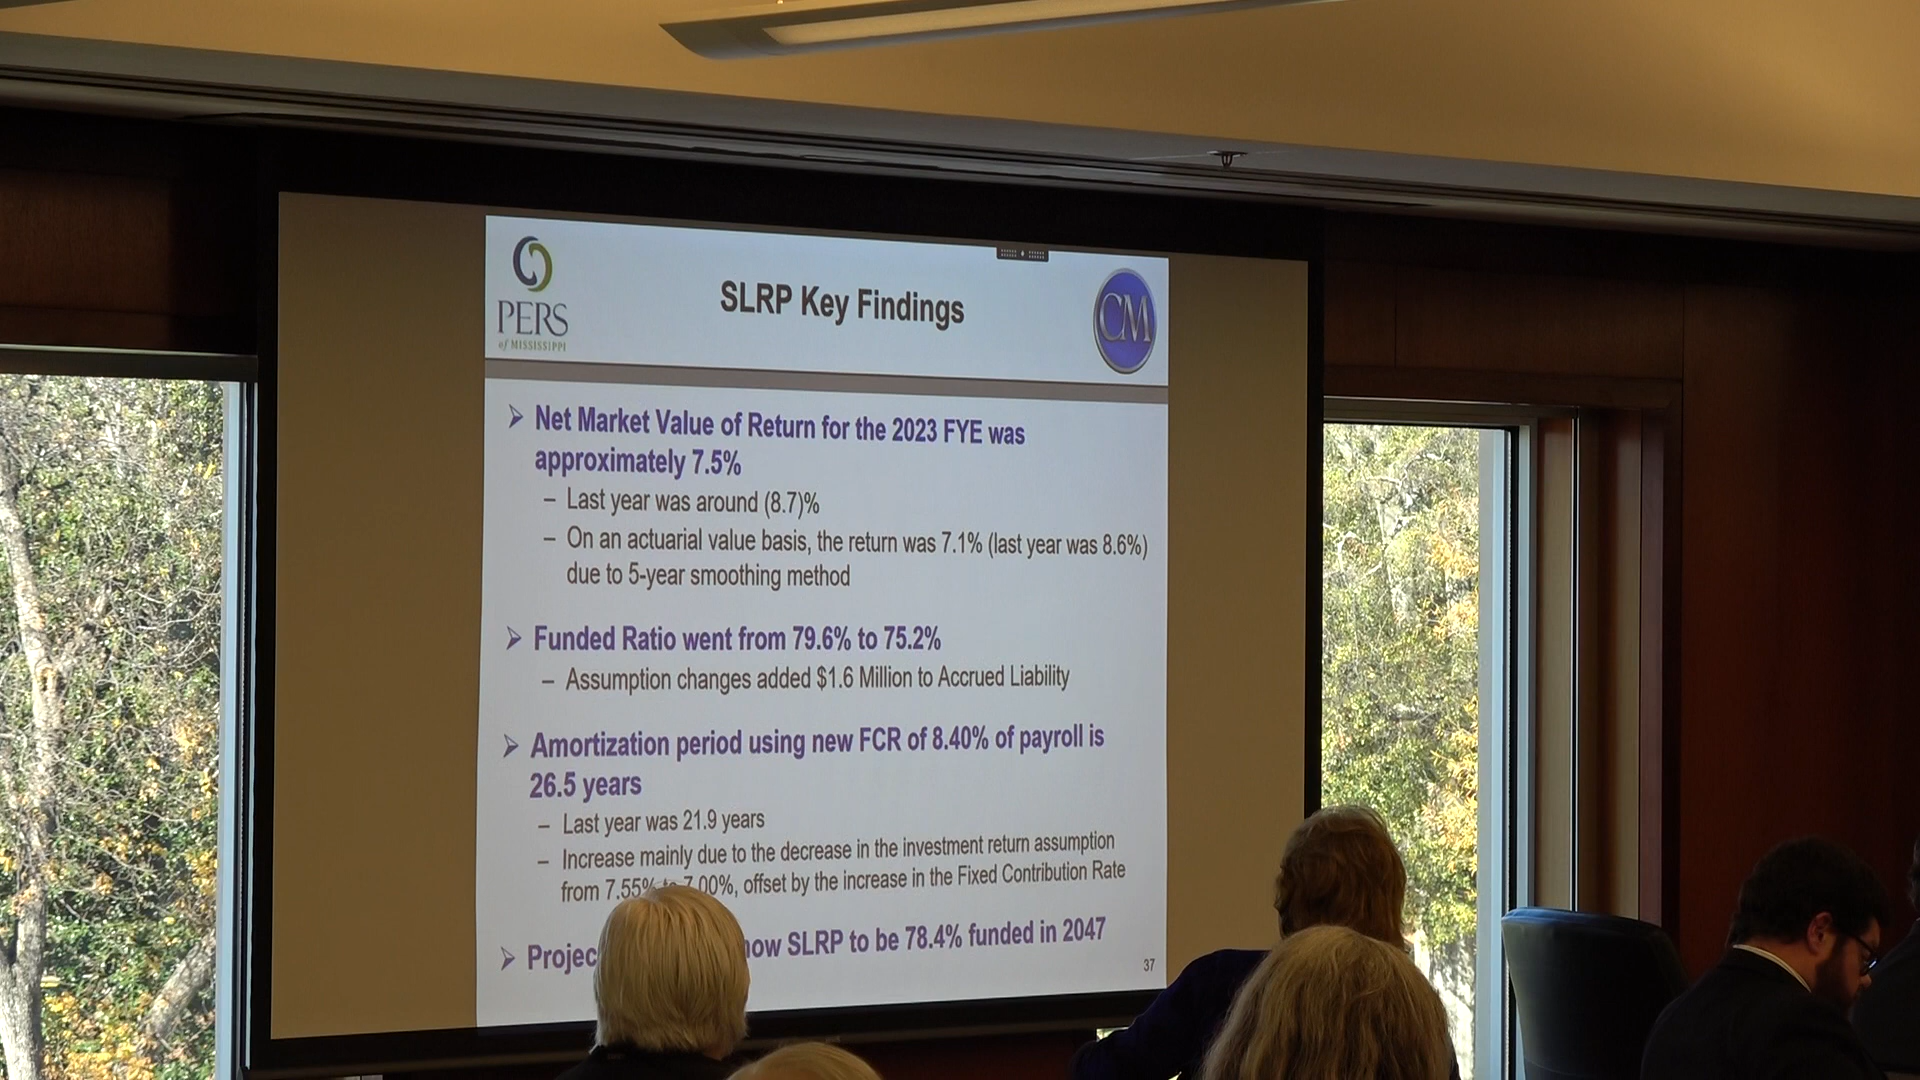 PERS
of MISSISSIPPI
SLRP Key Findings
CM
Net Market Value of Return for the 2023 FYE was
approximately 7.5%
– Last year was around (8.7)%
– On an actuarial value basis, the return was 7.1% (last year was 8.6%)
due to 5-year smoothing method
Funded Ratio went from 79.6% to 75.2%
– Assumption changes added $1.6 Million to Accrued Liability
Amortization period using new FCR of 8.40% of payroll is
26.5 years
– Last year was 21.9 years
– Increase mainly due to the decrease in the investment return assumption
from 7.55% to 7.00%, offset by the increase in the Fixed Contribution Rate
SLRP to be 78.4% funded in 2047
37